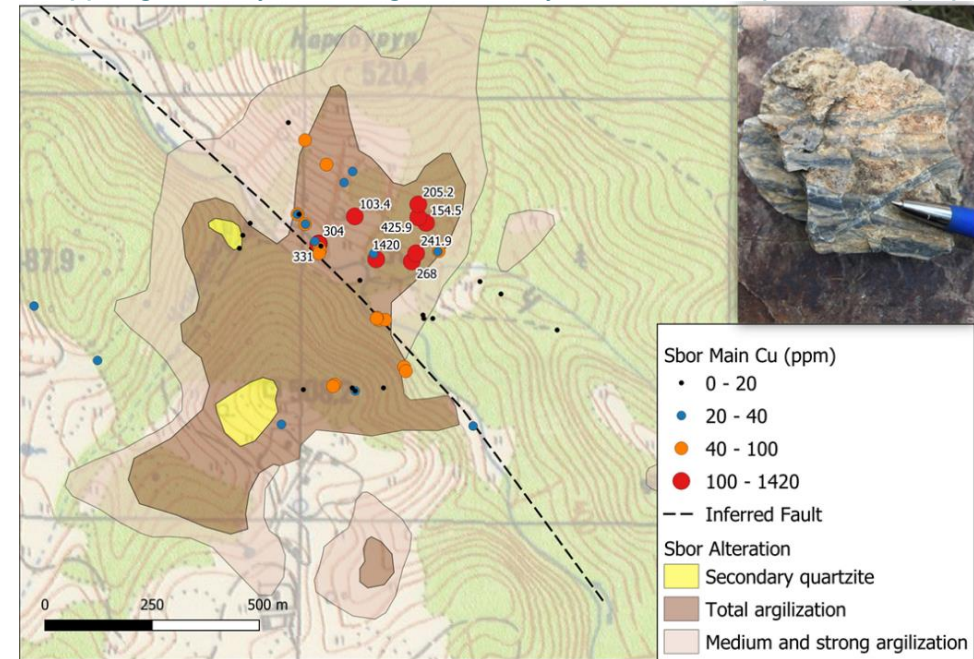 520.4
87.9
205.2
103.4
154.5
425.9
304
241.9
1420
331
268
Sbor Main Cu (ppm)
0 - 20
20 - 40
40 - 100
100 - 1420
Inferred Fault
Sbor Alteration
Secondary quartzite
Total argilization
Medium and strong argilization
0 250 500 m